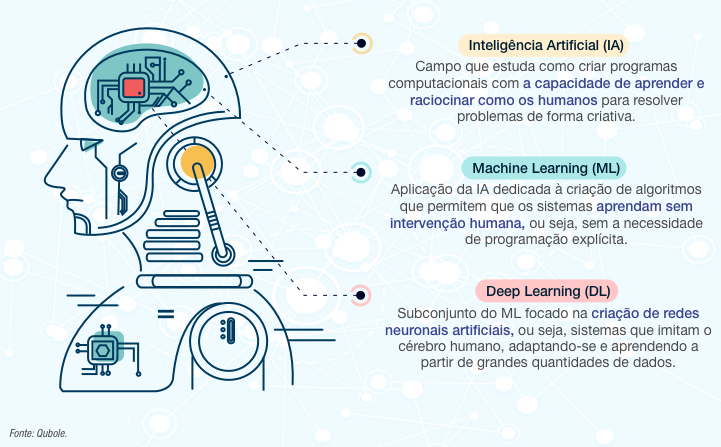 Inteligência Artificial (IA)
Campo que estuda como criar programas
computacionais com a capacidade de aprender e
raciocinar como os humanos para resolver
problemas de forma criativa.
Machine Learning (ML)
Aplicação da IA dedicada à criação de algoritmos
que permitem que os sistemas aprendam sem
intervenção humana, ou seja, sem a necessidade
de programação explícita.
Deep Learning (DL)
Subconjunto do ML focado na criação de redes
neuronais artificiais, ou seja, sistemas que imitam o
cérebro humano, adaptando-se e aprendendo a
partir de grandes quantidades de dados.
Fonte: Qubole.